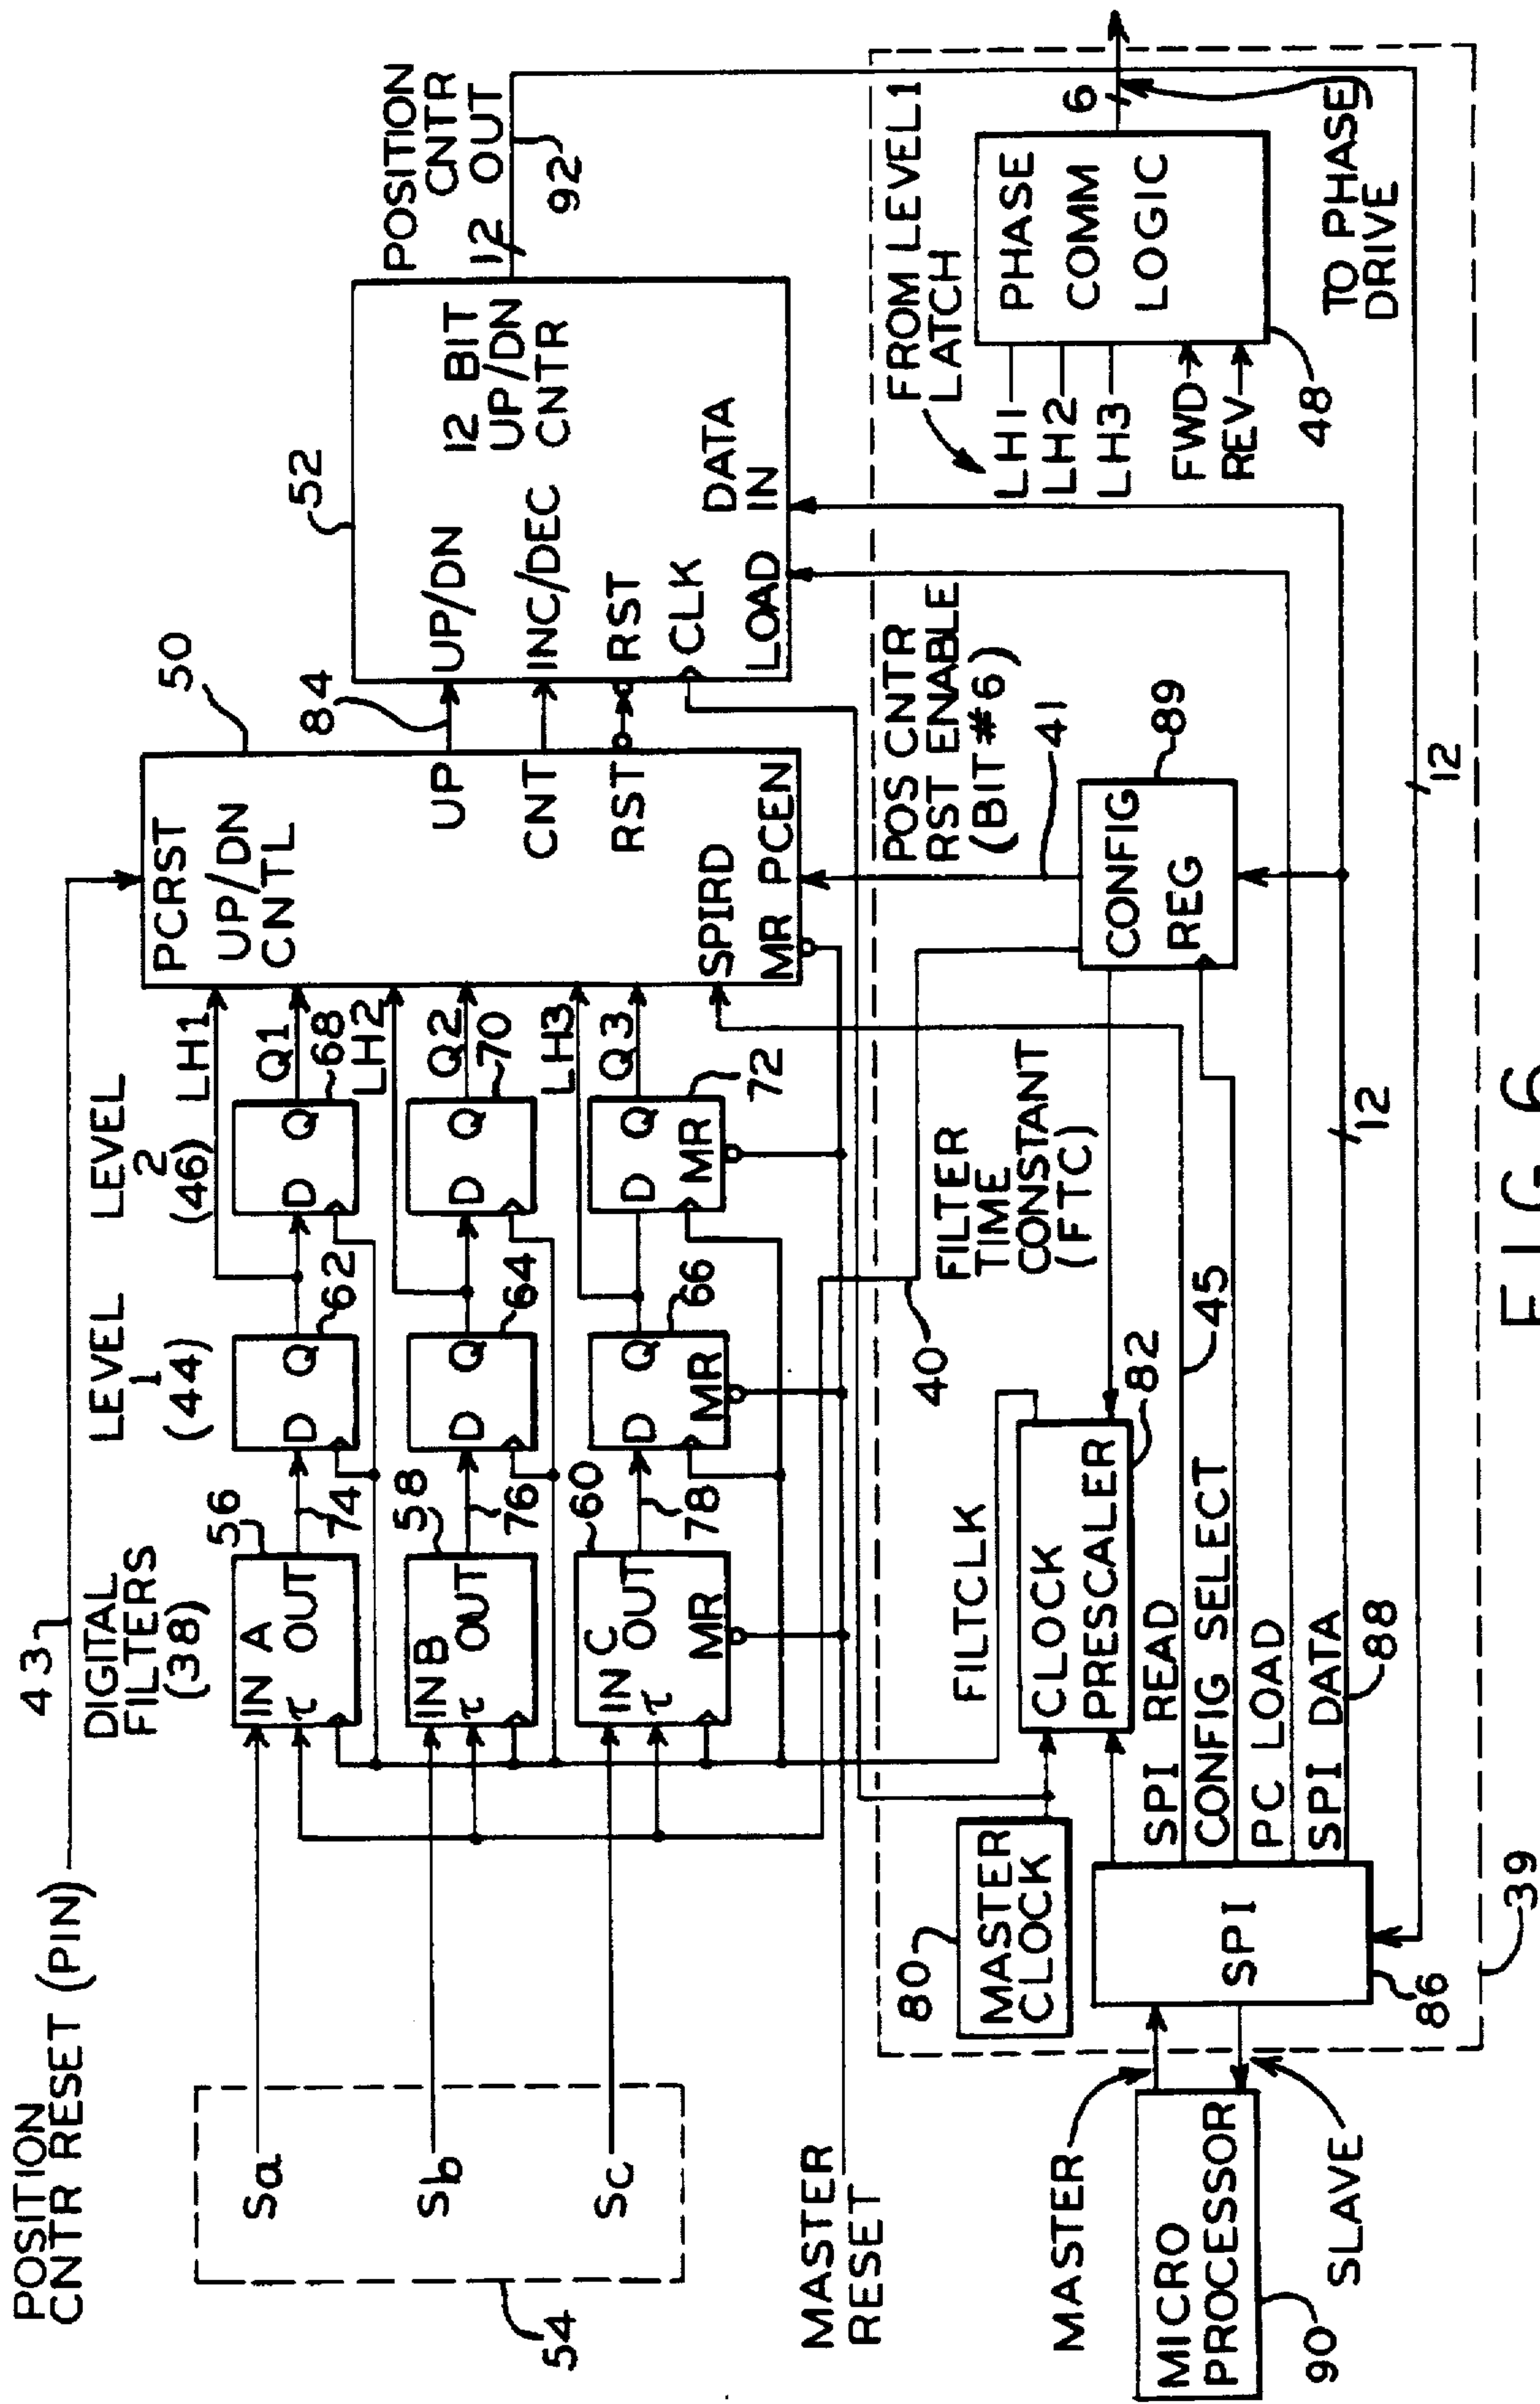 POSITION
CNTR RESET (PIN)
43
DIGITAL
FILTERS
(38)
LEVEL
1
(44)
LEVEL
2
(46)
Sa
Sb
Sc
54
IN A
τ OUT
56
74
D Q
62
D Q
68
LH1
Q1
IN B
τ OUT
58
76
D Q
64
D Q
70
LH2
Q2
IN C
τ OUT
MR
60
78
D Q
MR
66
D Q
MR
72
LH3
Q3
PCRST
UP/DN
CNTL
50
UP
CNT
RST
SPIRD
MR PCEN
84
52
12 BIT
UP/DN
CNTR
UP/DN
INC/DEC
RST
CLK
LOAD
DATA
IN
POSITION
CNTR
12 OUT
92
MASTER
RESET
FILTCLK
40
FILTER
TIME
CONSTANT
(FTC)
POS CNTR
RST ENABLE
(BIT #6)
41
FROM LEVEL1
LATCH
LH1
LH2
LH3
FWD
REV
PHASE
COMM
LOGIC
48
6
TO PHASE
DRIVE
80
MASTER
CLOCK
CLOCK
PRESCALER
82
CONFIG
REG
89
SPI READ
45
CONFIG SELECT
PC LOAD
SPI DATA
88
12
12
SPI
86
39
MASTER
SLAVE
MICRO
PROCESSOR
90
FIG 6